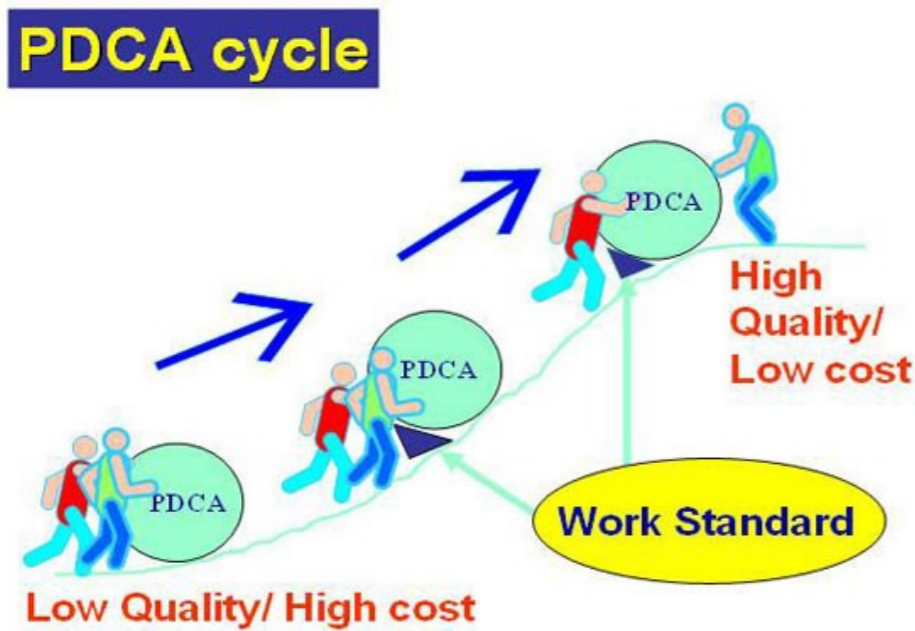 PDCA cycle
PDCA
High
Quality/
Low cost
PDCA
PDCA
Work Standard
Low Quality/ High cost